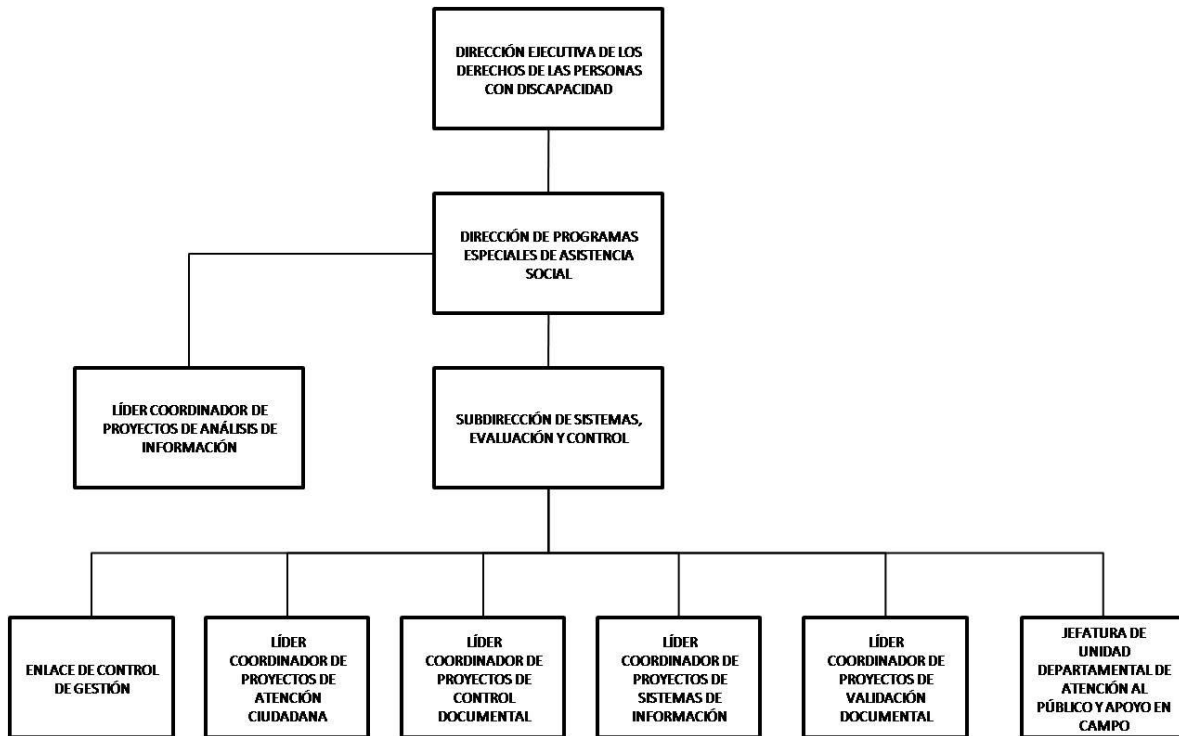 DIRECCIÓN EJECUTIVA DE LOS
DERECHOS DE LAS PERSONAS
CON DISCAPACIDAD
DIRECCIÓN DE PROGRAMAS
ESPECIALES DE ASISTENCIA
SOCIAL
LÍDER COORDINADOR DE
PROYECTOS DE ANÁLISIS DE
INFORMACIÓN
SUBDIRECCIÓN DE SISTEMAS,
EVALUACIÓN Y CONTROL
ENLACE DE CONTROL
DE GESTIÓN
LÍDER
COORDINADOR DE
PROYECTOS DE
ATENCIÓN
CIUDADANA
LÍDER
COORDINADOR DE
PROYECTOS DE
CONTROL
DOCUMENTAL
LÍDER
COORDINADOR DE
PROYECTOS DE
SISTEMAS DE
INFORMACIÓN
LÍDER
COORDINADOR DE
PROYECTOS DE
VALIDACIÓN
DOCUMENTAL
JEFATURA DE
UNIDAD
DEPARTAMENTAL DE
ATENCIÓN AL
PÚBLICO Y APOYO EN
CAMPO